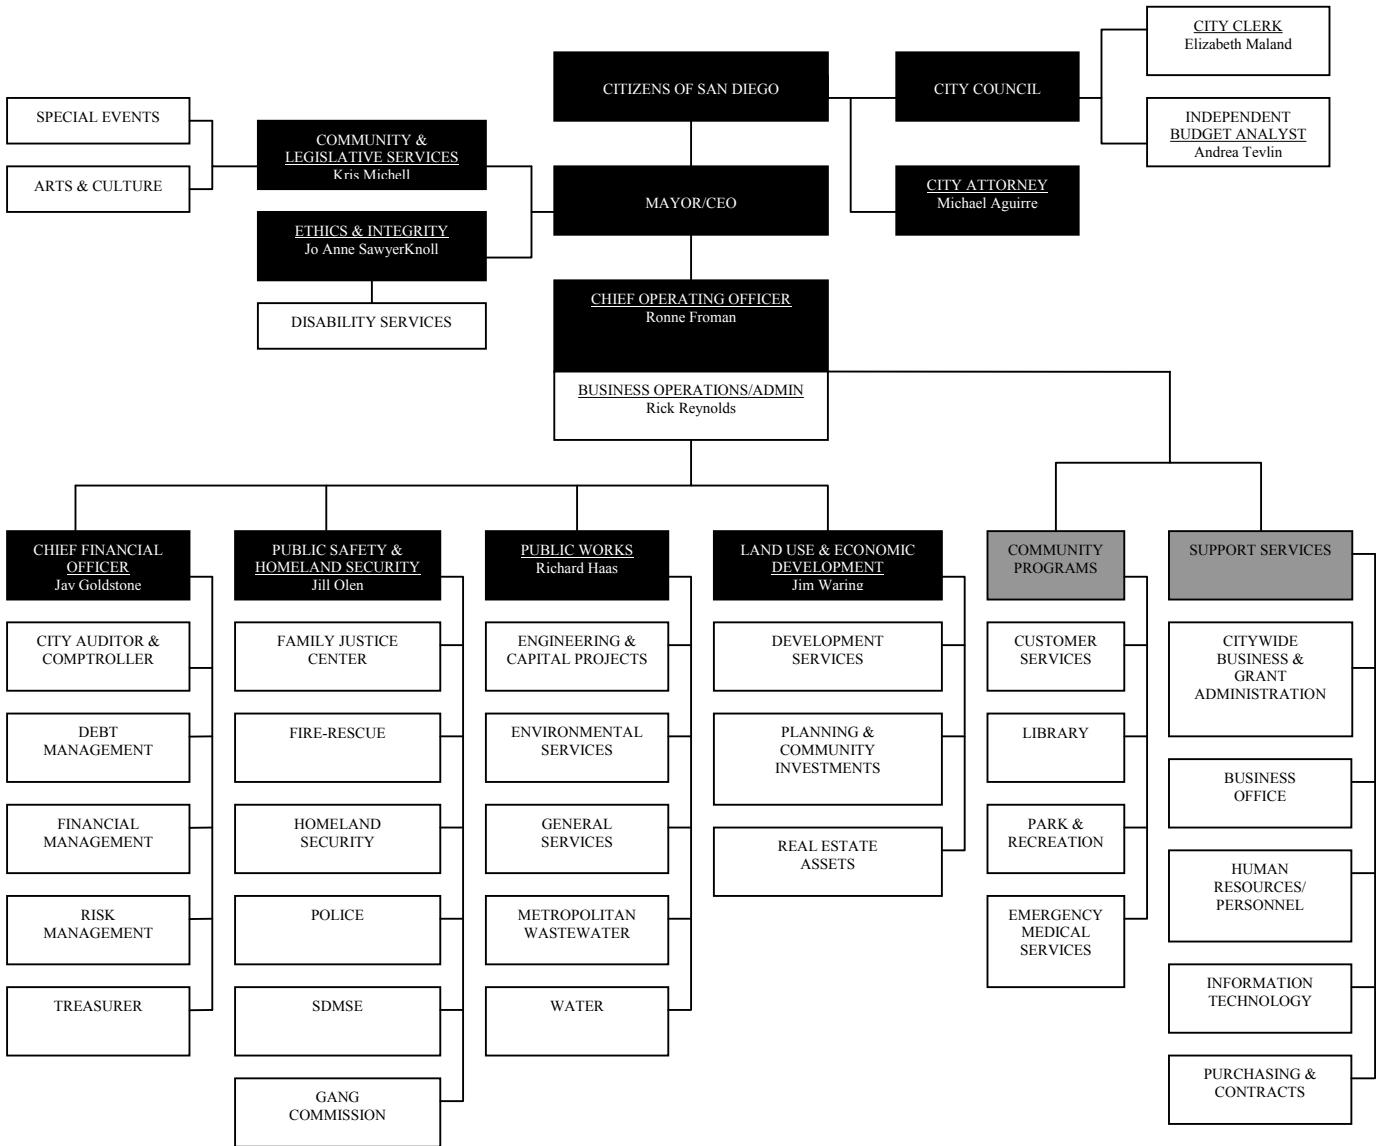 CITY CLERK
Elizabeth Maland
CITIZENS OF SAN DIEGO
CITY COUNCIL
INDEPENDENT
BUDGET ANALYST
Andrea Tevlin
SPECIAL EVENTS
ARTS & CULTURE
COMMUNITY &
LEGISLATIVE SERVICES
Kris Michell
MAYOR/CEO
CITY ATTORNEY
Michael Aguirre
ETHICS & INTEGRITY
Jo Anne SawyerKnoll
DISABILITY SERVICES
CHIEF OPERATING OFFICER
Ronne Froman
BUSINESS OPERATIONS/ADMIN
Rick Reynolds
CHIEF FINANCIAL
OFFICER
Jay Goldstone
CITY AUDITOR &
COMPTROLLER
DEBT
MANAGEMENT
FINANCIAL
MANAGEMENT
RISK
MANAGEMENT
TREASURER
PUBLIC SAFETY &
HOMELAND SECURITY
Jill Olen
FAMILY JUSTICE
CENTER
FIRE-RESCUE
HOMELAND
SECURITY
POLICE
SDMSE
GANG
COMMISSION
PUBLIC WORKS
Richard Haas
ENGINEERING &
CAPITAL PROJECTS
ENVIRONMENTAL
SERVICES
GENERAL
SERVICES
METROPOLITAN
WASTEWATER
WATER
LAND USE & ECONOMIC
DEVELOPMENT
Jim Waring
DEVELOPMENT
SERVICES
PLANNING &
COMMUNITY
INVESTMENTS
REAL ESTATE
ASSETS
COMMUNITY
PROGRAMS
CUSTOMER
SERVICES
LIBRARY
PARK &
RECREATION
EMERGENCY
MEDICAL
SERVICES
SUPPORT SERVICES
CITYWIDE
BUSINESS &
GRANT
ADMINISTRATION
BUSINESS
OFFICE
HUMAN
RESOURCES/
PERSONNEL
INFORMATION
TECHNOLOGY
PURCHASING &
CONTRACTS